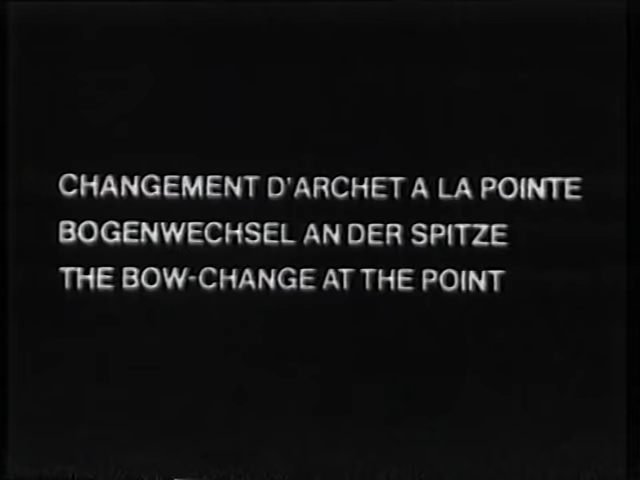 CHANGEMENT D'ARCHET A LA POINTE
BOGENWECHSEL AN DER SPITZE
THE BOW-CHANGE AT THE POINT